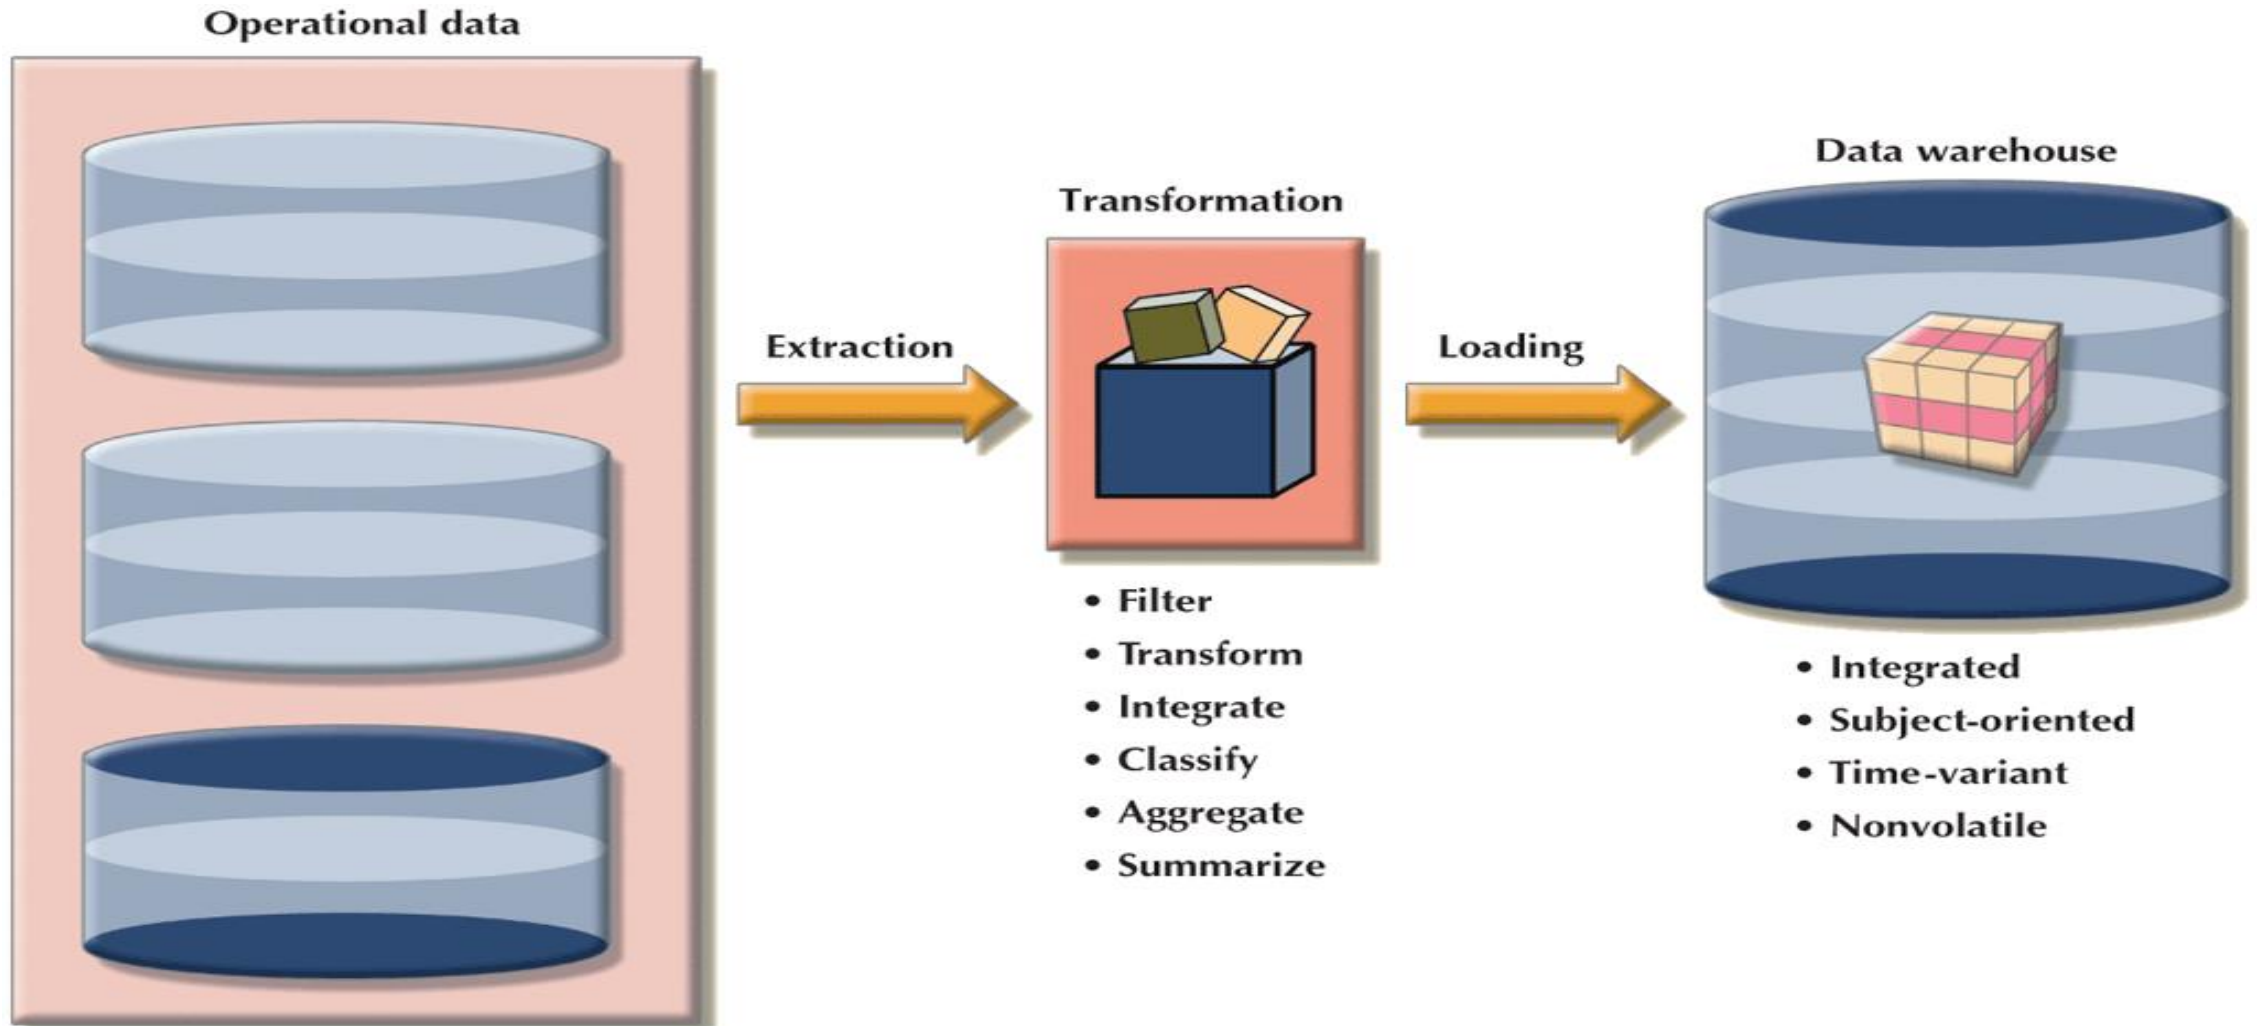 Operational data
Extraction
Transformation
• Filter
• Transform
• Integrate
• Classify
• Aggregate
• Summarize
Loading
Data warehouse
• Integrated
• Subject-oriented
• Time-variant
• Nonvolatile